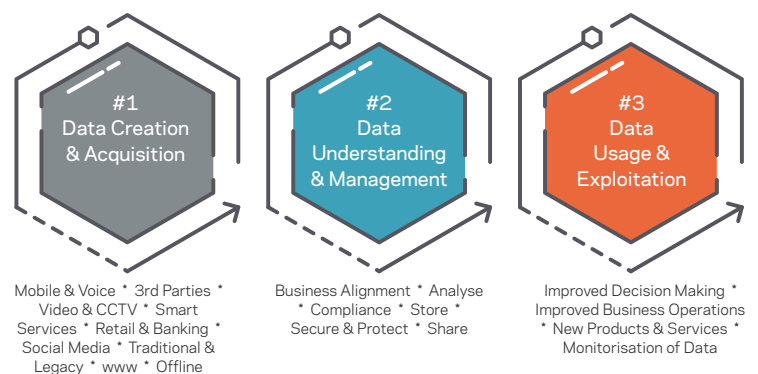 #1
Data Creation
& Acquisition
#2
Data
Understanding
& Management
#3
Data
Usage &
Exploitation
Mobile & Voice * 3rd Parties *
Video & CCTV * Smart
Services * Retail & Banking *
Social Media * Traditional &
Legacy * www * Offline
Business Alignment * Analyse
* Compliance * Store *
Secure & Protect * Share
Improved Decision Making *
Improved Business Operations
* New Products & Services *
Monitorisation of Data